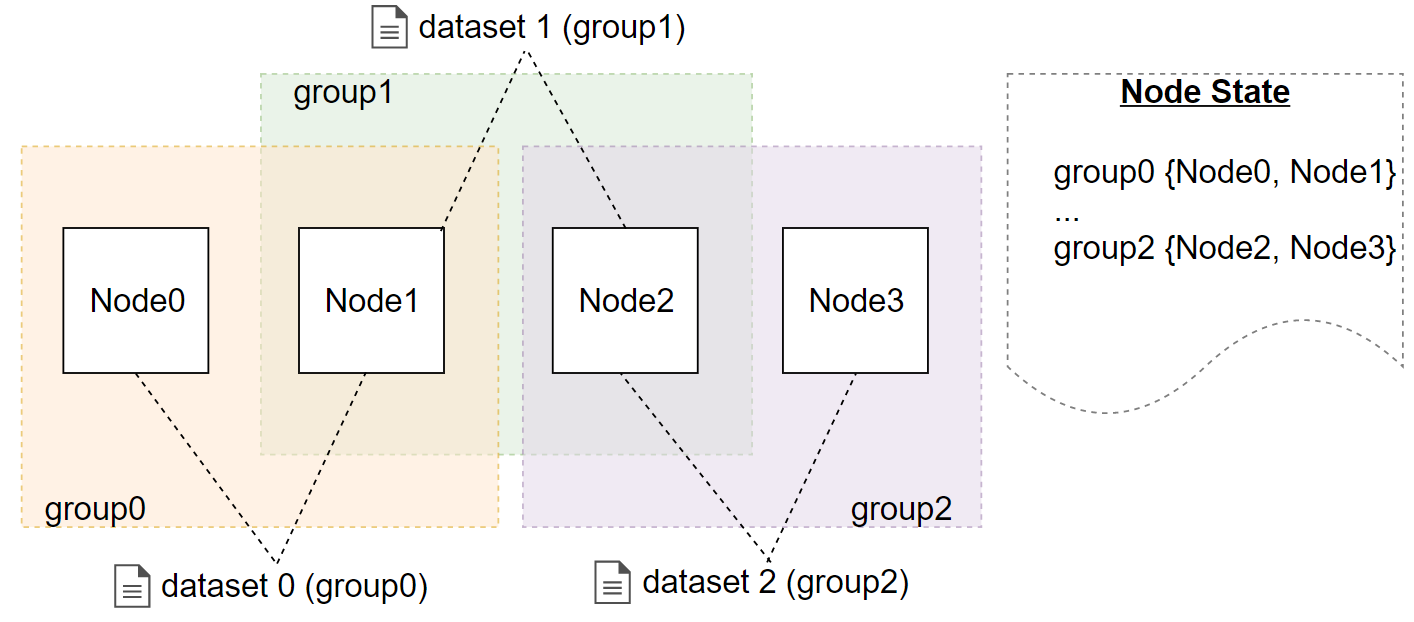 dataset 1 (group1)
group1
Node State
group0 {Node0, Node1}
...
group2 {Node2, Node3}
Node0
Node1
Node2
Node3
group0
group2
dataset 0 (group0)
dataset 2 (group2)